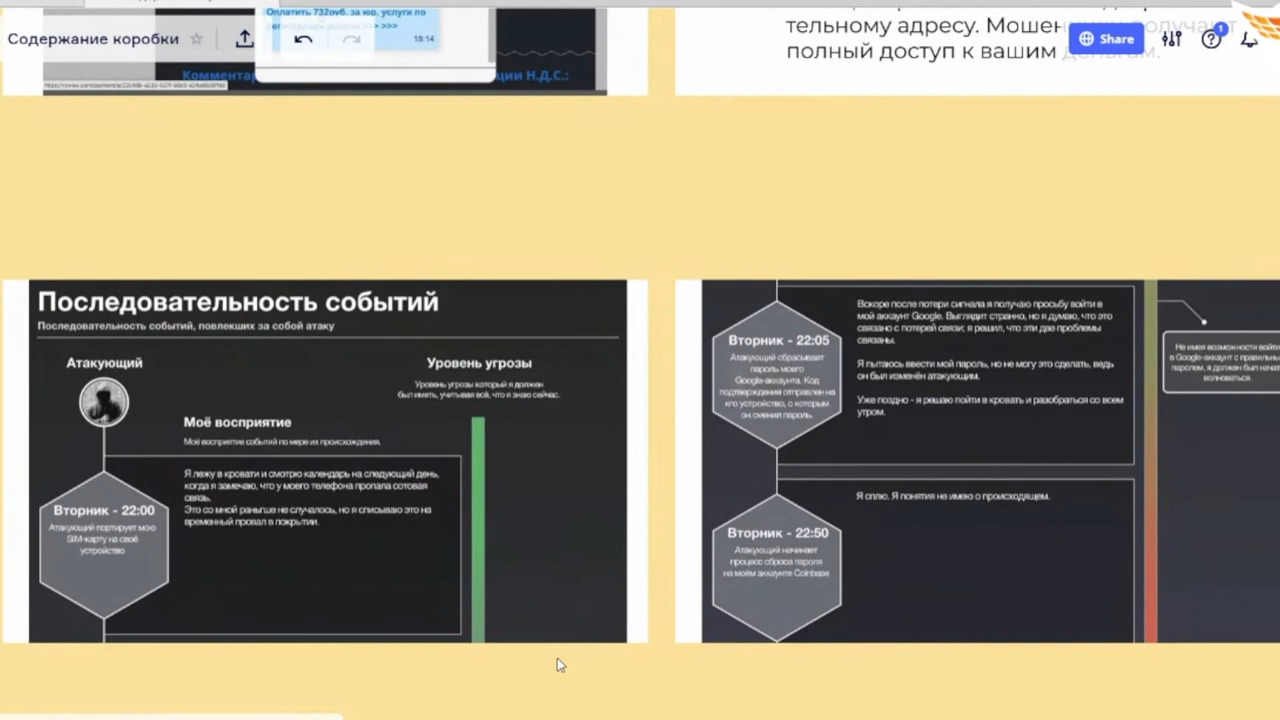 Оплатить 732руб. за юр. услуги по
>>>
18:14
Содержание коробки
Комментар
ции Н.Д.С.:
тельному адресу. Мошенники получают
полный доступ к вашим деньгам.
Share
1
Последовательность событий
Последовательность событий, повлекших за собой атаку
Атакующий
Уровень угрозы
Уровень угрозы который я должен
был иметь, учитывая всё, что я знаю сейчас.
Моё восприятие
Моё восприятие событий по мере их происхождения.
Я лежу в кровати и смотрю календарь на следующий день,
когда я замечаю, что у моего телефона пропала сотовая
связь.
Это со мной раньше не случалось, но я списываю это на
временный провал в покрытии.
Вторник - 22:00
Атакующий портирует мою
SIM-карту на своё
устройство
Вскоре после потери сигнала я получаю просьбу войти в
мой аккаунт Google. Выглядит странно, но я думаю, что это
связано с потерей связи; я решил, что эти две проблемы
связаны.
Я пытаюсь ввести мой пароль, но не могу это сделать, ведь
он был изменён атакующим.
Уже поздно - я решаю пойти в кровать и разобраться со всем
утром.
Вторник - 22:05
Атакующий сбрасывает
пароль моего
Google-аккаунта. Код
подтверждения отправлен на
его устройство, с которым
он сменил пароль.
Не имея возможности войти
в Google-аккаунт с правильны
паролем, я должен был начат
волноваться.
Я сплю. Я понятия не имею о происходящем.
Вторник - 22:50
Атакующий начинает
процесс сброса пароля
на моём аккаунте Coinbase